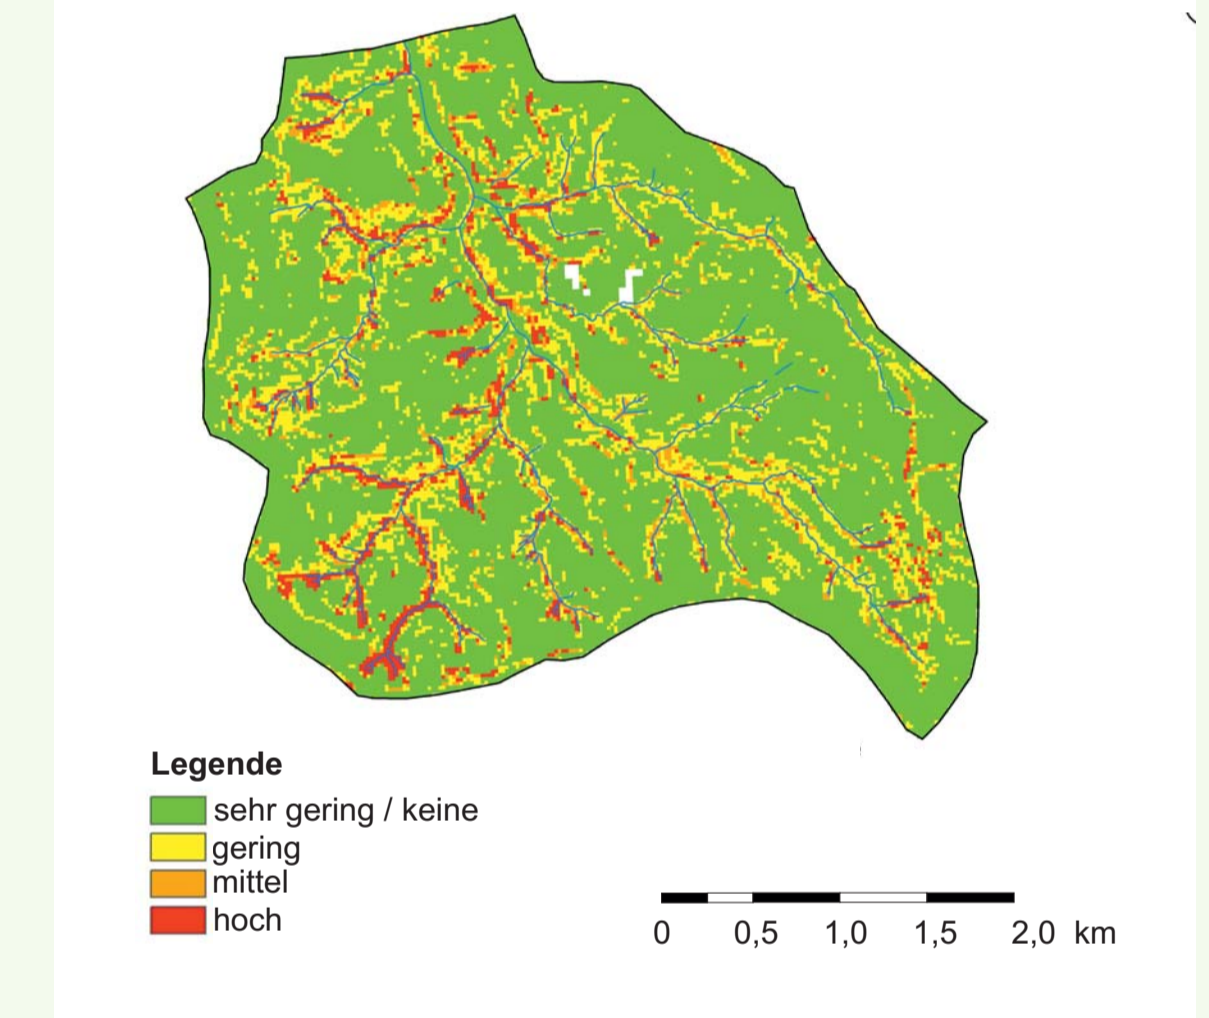 Legende
sehr gering / keine
gering
mittel
hoch
0 0,5 1,0 1,5 2,0 km